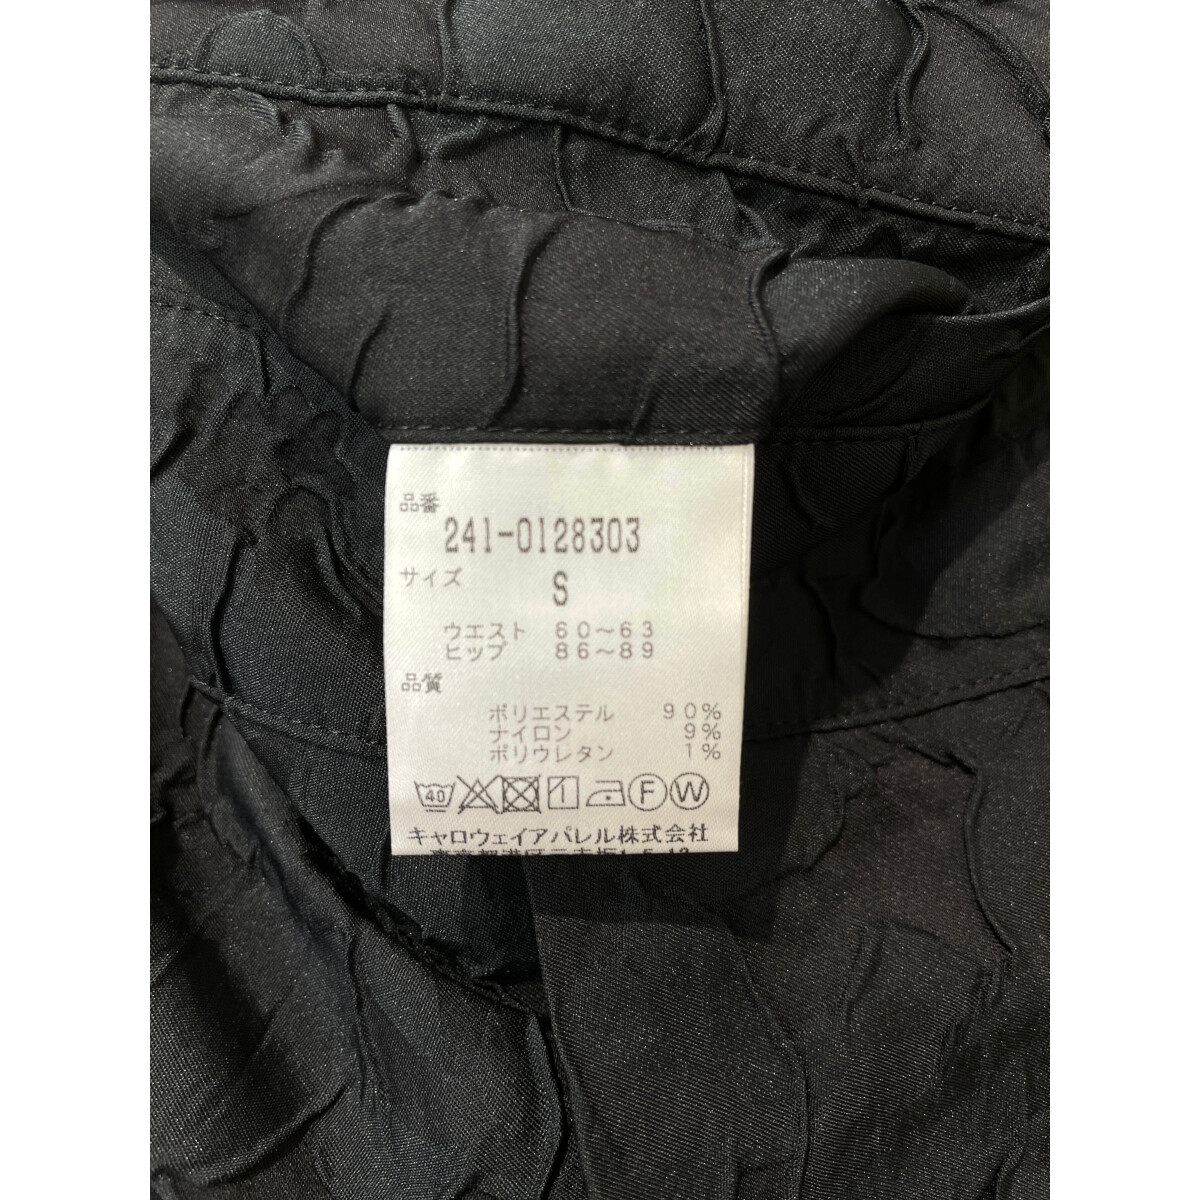 品番
241-0128303
サイズ
S
ウエスト 60〜63
ヒップ 86〜89
品質
ポリエステル 90%
ナイロン 9%
ポリウレタン 1%
40 F W
キャロウェイアパレル株式会社